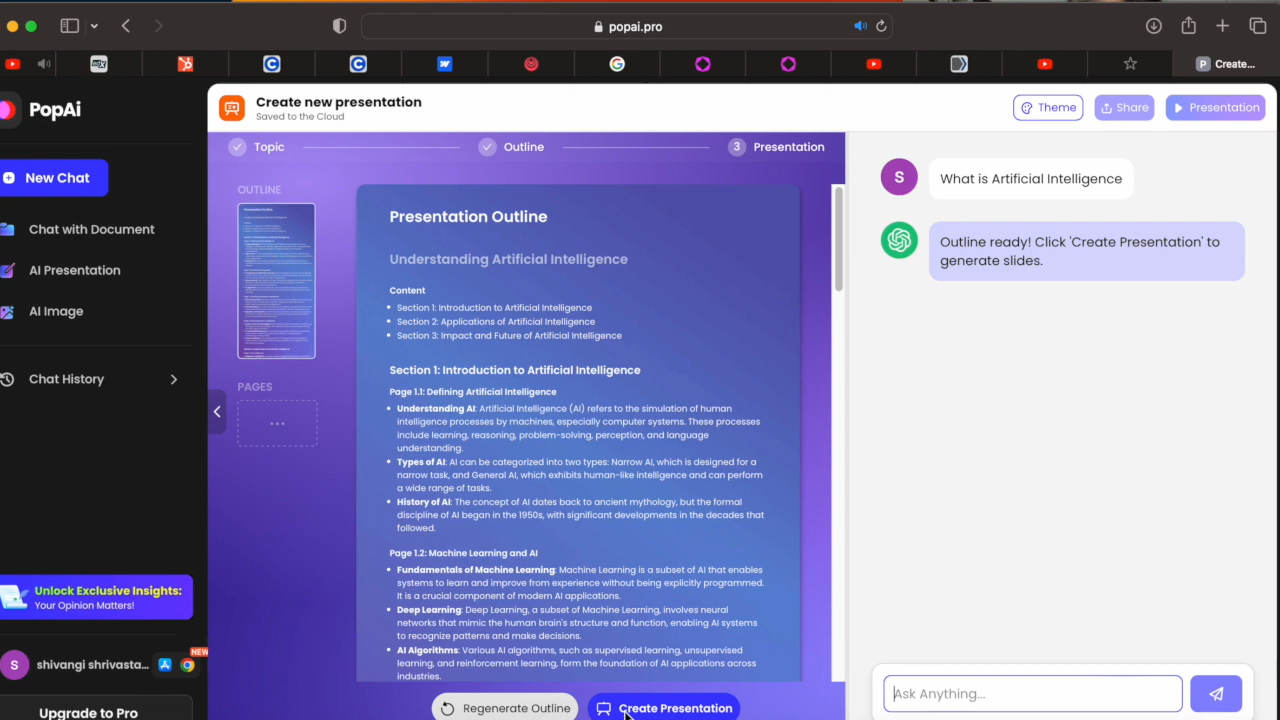 popai.pro
Create...
PopAi
Create new presentation
Saved to the Cloud
Theme
Share
Presentation
New Chat
Chat with Document
AI Presentation
AI Image
Chat History
Unlock Exclusive Insights:
Your Opinion Matters!
NEW
S
shivangi shrivasta...
Upgrade to Pro
Topic
Outline
3
Presentation
OUTLINE
PAGES
Presentation Outline
Understanding Artificial Intelligence
Content
• Section 1: Introduction to Artificial Intelligence
• Section 2: Applications of Artificial Intelligence
• Section 3: Impact and Future of Artificial Intelligence
Section 1: Introduction to Artificial Intelligence
Page 1.1: Defining Artificial Intelligence
• Understanding AI: Artificial Intelligence (AI) refers to the simulation of human
intelligence processes by machines, especially computer systems. These processes
include learning, reasoning, problem-solving, perception, and language
understanding.
• Types of AI: AI can be categorized into two types: Narrow AI, which is designed for a
narrow task, and General AI, which exhibits human-like intelligence and can perform
a wide range of tasks.
• History of AI: The concept of AI dates back to ancient mythology, but the formal
discipline of AI began in the 1950s, with significant developments in the decades that
followed.
Page 1.2: Machine Learning and AI
• Fundamentals of Machine Learning: Machine Learning is a subset of AI that enables
systems to learn and improve from experience without being explicitly programmed.
It is a crucial component of modern AI applications.
• Deep Learning: Deep Learning, a subset of Machine Learning, involves neural
networks that mimic the human brain's structure and function, enabling AI systems
to recognize patterns and make decisions.
• AI Algorithms: Various AI algorithms, such as supervised learning, unsupervised
learning, and reinforcement learning, form the foundation of AI applications across
industries.
Regenerate Outline
Create Presentation
S
What is Artificial Intelligence
Outline ready! Click 'Create Presentation' to
generate slides.
Ask Anything...